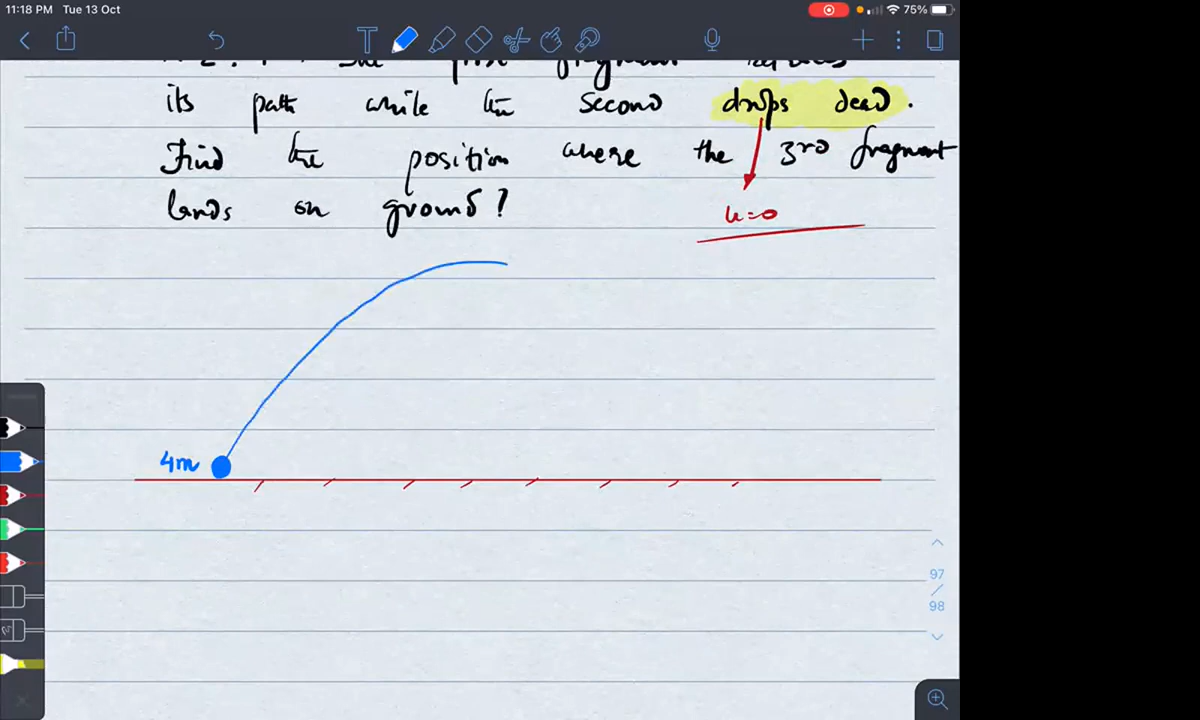 11:18 PM Tue 13 Oct
75%
its path while the second drops dead.
Find the position where the 3rd fragment
lands on ground?
u=0
4m
97
/
98